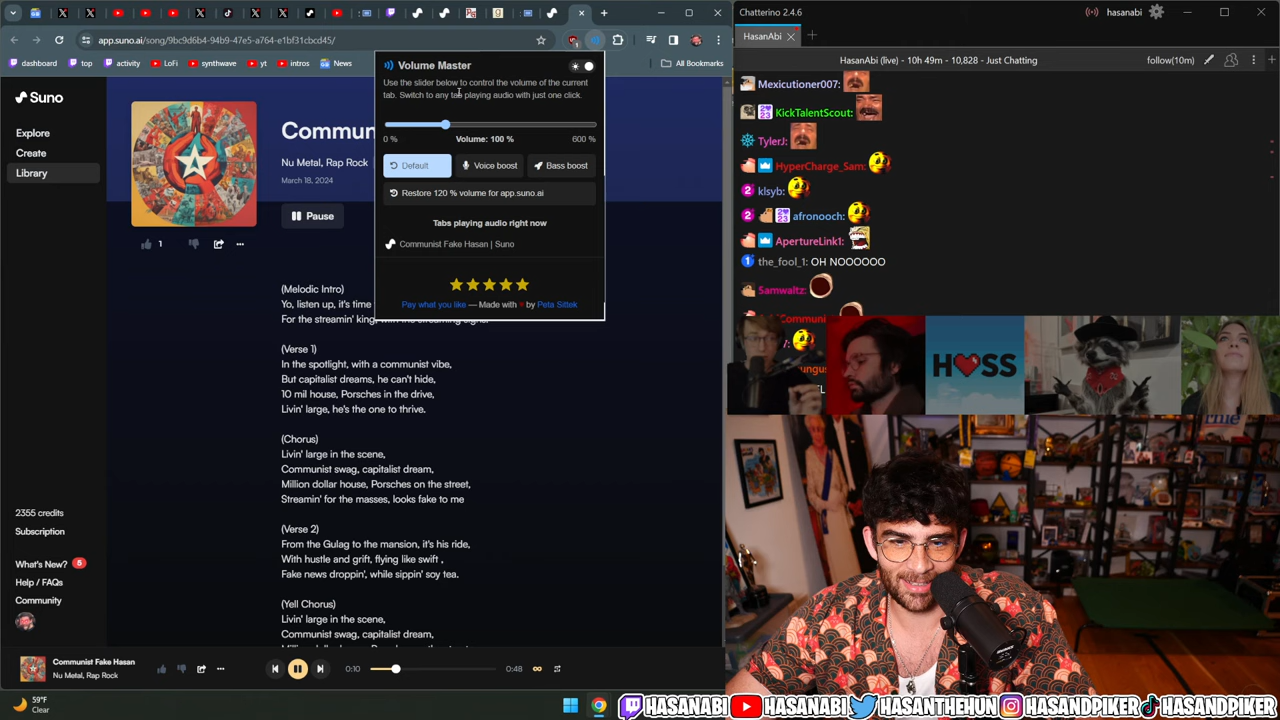 app.suno.ai/song/9bc9d6b4-94b9-47e5-a764-e1bf31cbcd45/
dashboard
top
activity
LoFi
synthwave
yt
intros
News
All Bookmarks
Suno
Explore
Create
Library
Commun
Nu Metal, Rap Rock
March 18, 2024
Pause
1
Volume Master
Use the slider below to control the volume of the current
tab. Switch to any tab playing audio with just one click.
0 %
Volume: 100 %
600 %
Default
Voice boost
Bass boost
Restore 120 % volume for app.suno.ai
Tabs playing audio right now
Communist Fake Hasan | Suno
Pay what you like — Made with ♥ by Peta Sittek
(Melodic Intro)
Yo, listen up, it's time
For the streamin' king, with the streaming signal
(Verse 1)
In the spotlight, with a communist vibe,
But capitalist dreams, he can't hide,
10 mil house, Porsches in the drive,
Livin' large, he's the one to thrive.
(Chorus)
Livin' large in the scene,
Communist swag, capitalist dream,
Million dollar house, Porsches on the street,
Streamin' for the masses, looks fake to me
(Verse 2)
From the Gulag to the mansion, it's his ride,
With hustle and grift, flying like swift ,
Fake news droppin', while sippin' soy tea.
(Yell Chorus)
Livin' large in the scene,
Communist swag, capitalist dream,
2355 credits
Subscription
What's New?
5
Help / FAQs
Community
Communist Fake Hasan
Nu Metal, Rap Rock
0:10
0:48
59°F
Clear
Chatterino 2.4.6
hasanabi
HasanAbi
HasanAbi (live) - 10h 49m - 10,828 - Just Chatting
follow(10m)
Mexicutioner007:
KickTalentScout:
TylerJ:
HyperCharge_Sam:
klsyb:
afronooch:
ApertureLink1:
the_fool_1: OH NOOOOOO
Samwaltz:
HOSS
HASANABI
HASANABI
HASANTHEHUN
HASANDPIKER
HASANDPIKER